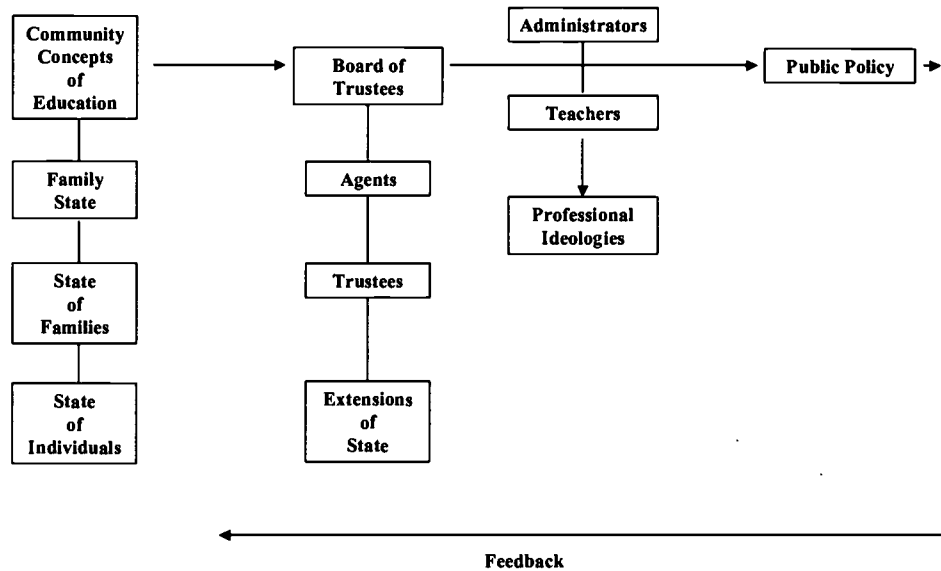 Community
Concepts
of
Education
Family
State
State
of
Families
State
of
Individuals
Board of
Trustees
Agents
Trustees
Extensions
of
State
Administrators
Teachers
Professional
Ideologies
Public Policy
Feedback